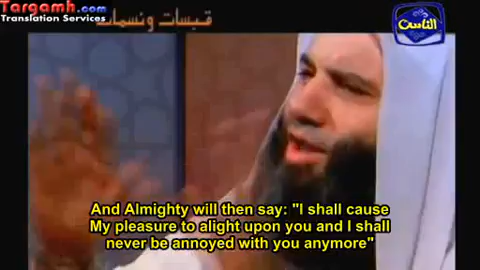 Targamh.com
Translation Services
قبسات ونسمات
الناس
And Almighty will then say: "I shall cause
My pleasure to alight upon you and I shall
never be annoyed with you anymore"